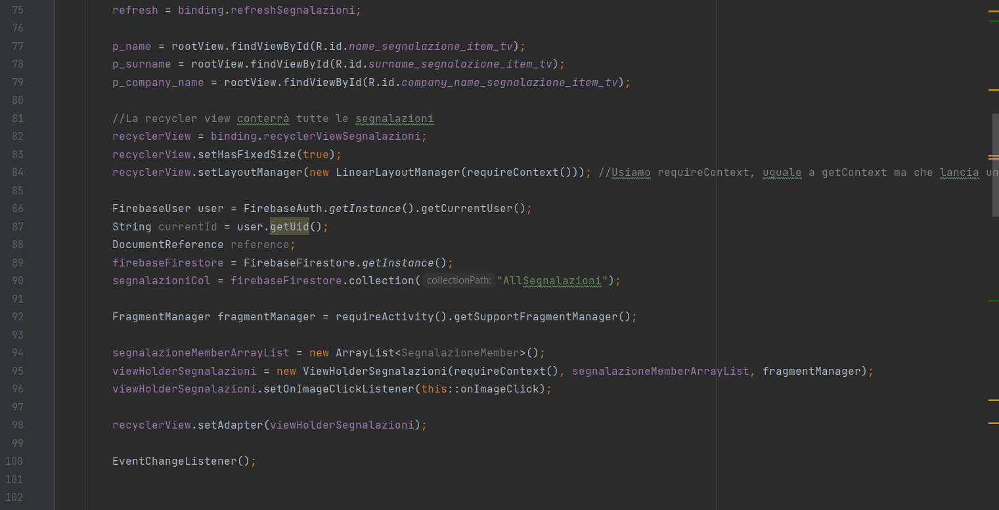 75 refresh = binding.refreshSegnalazioni;
76
77 p_name = rootView.findViewById(R.id.name_segnalazione_item_tv);
78 p_surname = rootView.findViewById(R.id.surname_segnalazione_item_tv);
79 p_company_name = rootView.findViewById(R.id.company_name_segnalazione_item_tv);
80
81 //La recycler view conterrà tutte le segnalazioni
82 recyclerView = binding.recyclerViewSegnalazioni;
83 recyclerView.setHasFixedSize(true);
84 recyclerView.setLayoutManager(new LinearLayoutManager(requireContext())); //Usiamo requireContext, uguale a getContext ma che lancia un
85
86 FirebaseUser user = FirebaseAuth.getInstance().getCurrentUser();
87 String currentId = user.getUid();
88 DocumentReference reference;
89 firebaseFirestore = FirebaseFirestore.getInstance();
90 segnalazioniCol = firebaseFirestore.collection( collectionPath: "AllSegnalazioni");
91
92 FragmentManager fragmentManager = requireActivity().getSupportFragmentManager();
93
94 segnalazioneMemberArrayList = new ArrayList<SegnalazioneMember>();
95 viewHolderSegnalazioni = new ViewHolderSegnalazioni(requireContext(), segnalazioneMemberArrayList, fragmentManager);
96 viewHolderSegnalazioni.setOnImageClickListener(this::onImageClick);
97
98 recyclerView.setAdapter(viewHolderSegnalazioni);
99
100 EventChangeListener();
101
102